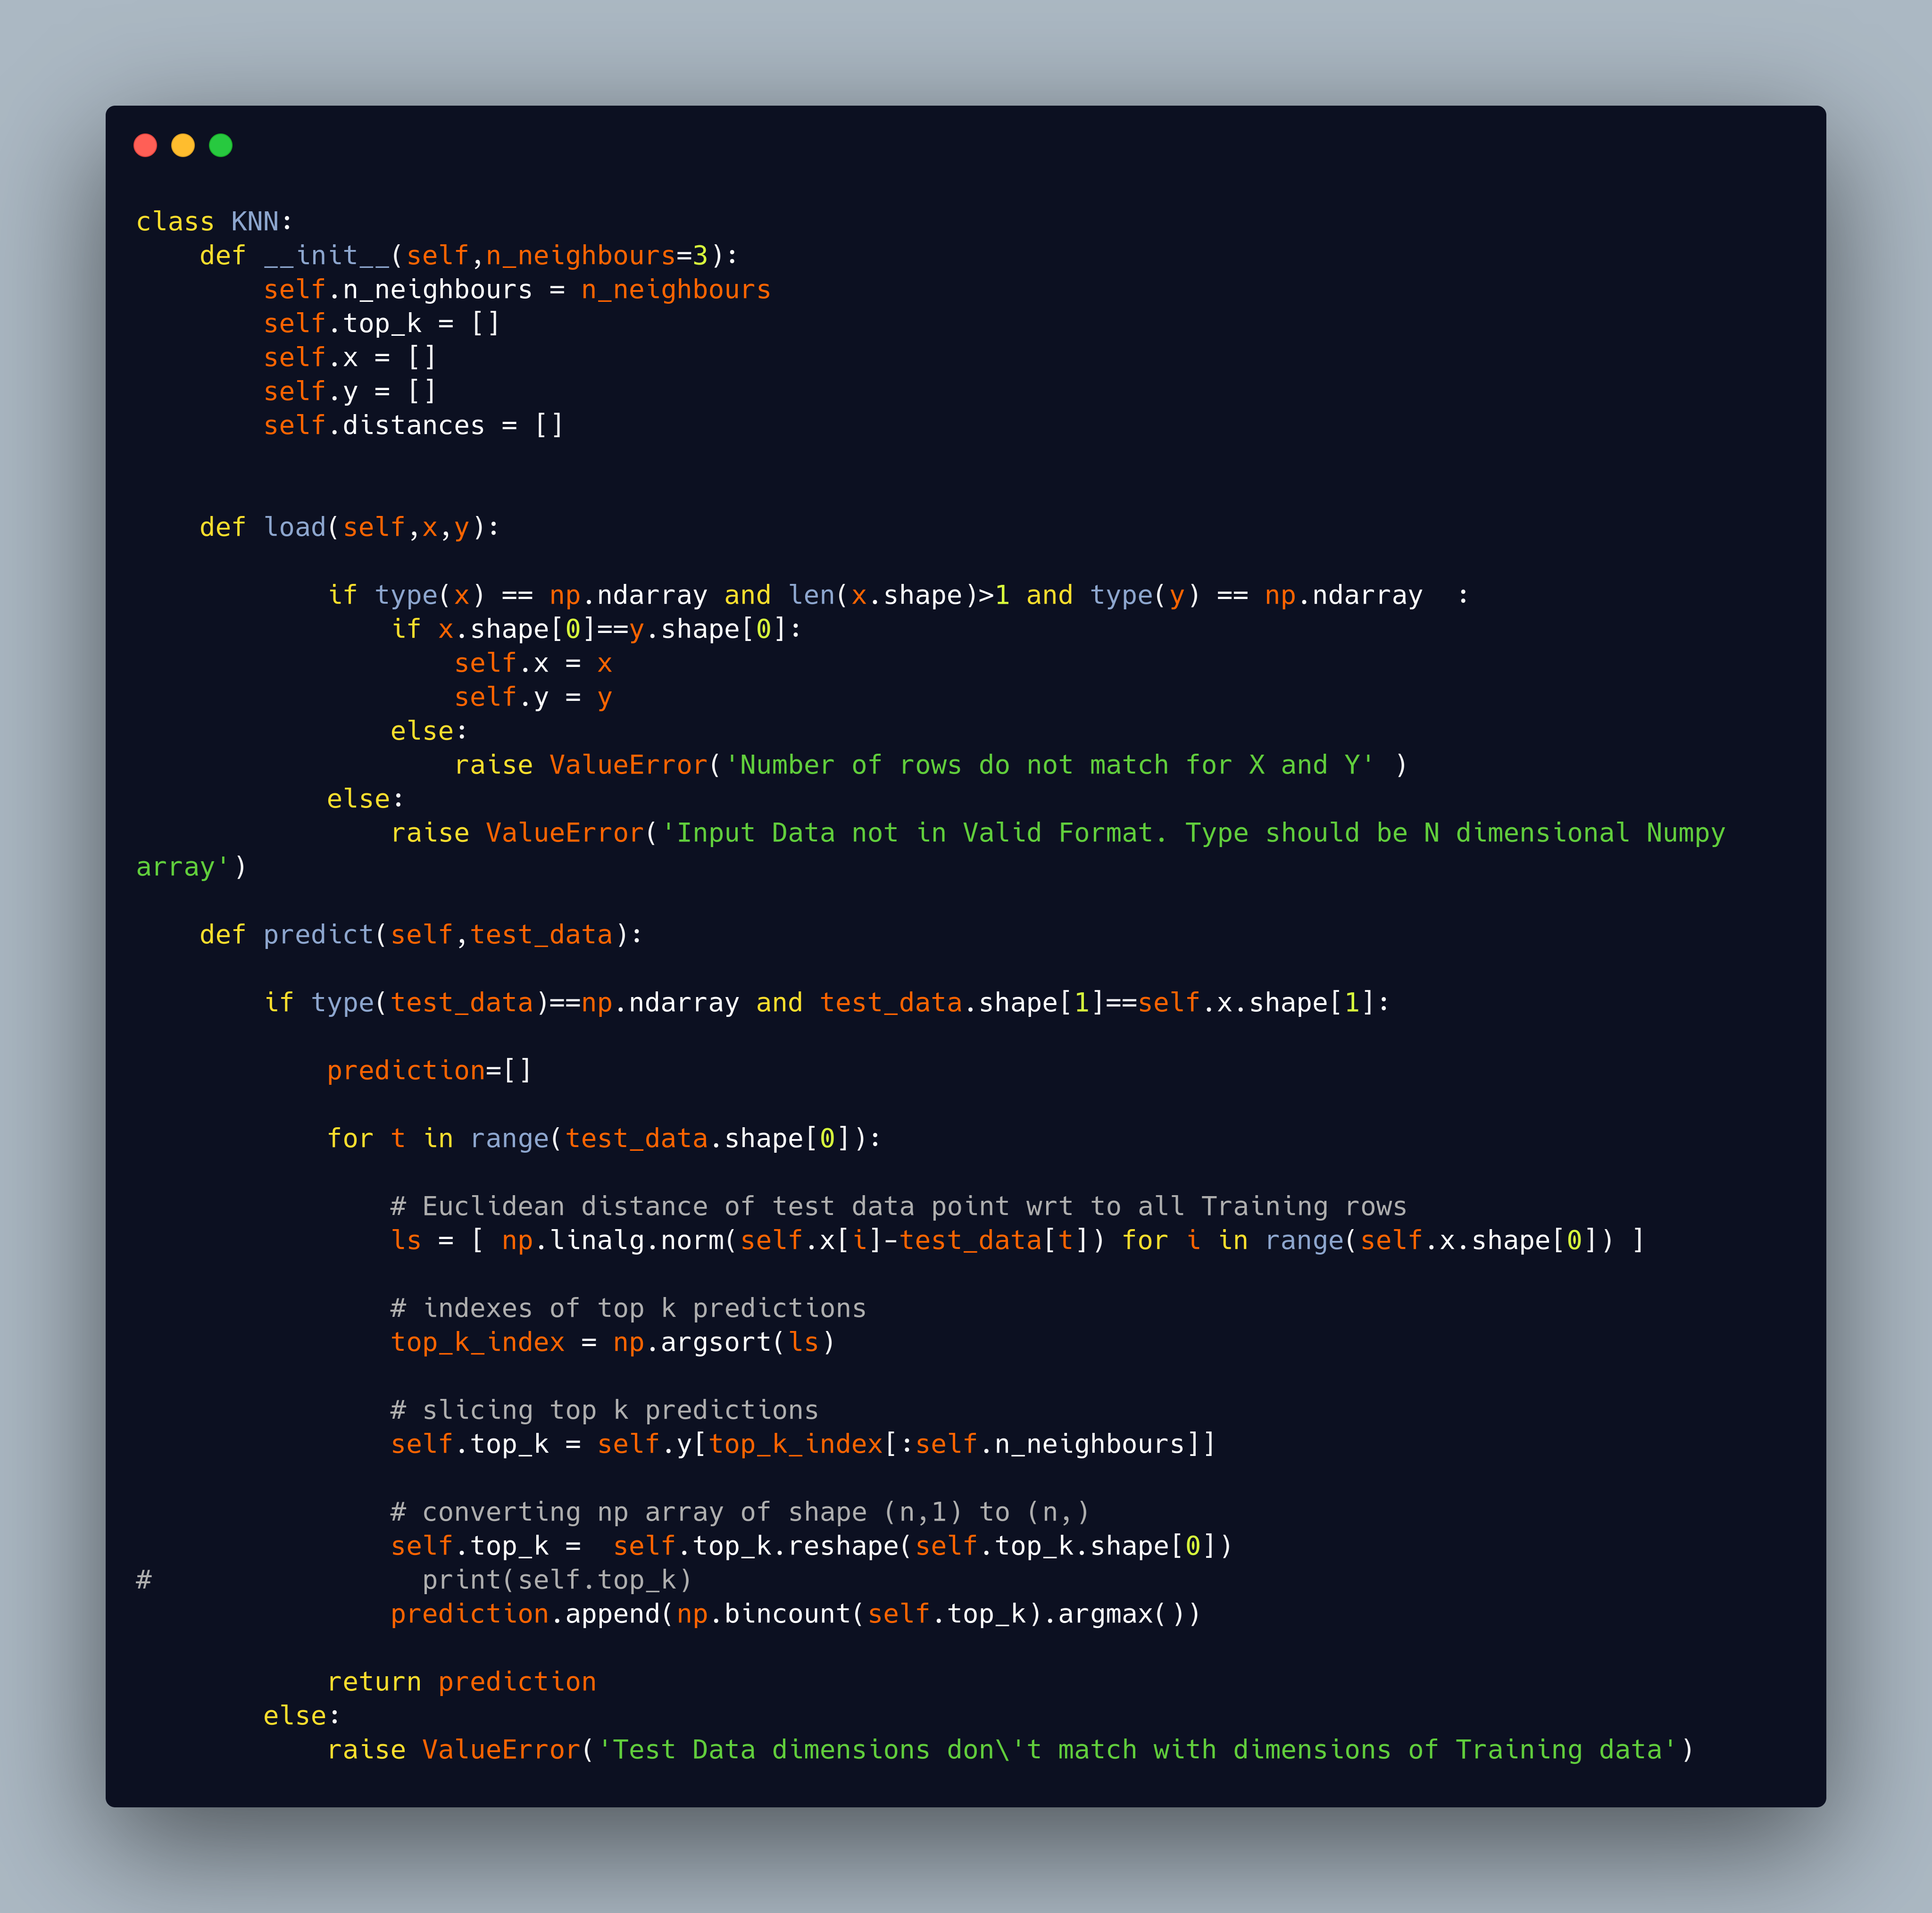 class KNN:
    def __init__(self,n_neighbours=3):
        self.n_neighbours = n_neighbours
        self.top_k = []
        self.x = []
        self.y = []
        self.distances = []


    def load(self,x,y):

            if type(x) == np.ndarray and len(x.shape)>1 and type(y) == np.ndarray  :
                if x.shape[0]==y.shape[0]:
                    self.x = x
                    self.y = y
                else:
                    raise ValueError('Number of rows do not match for X and Y' )
            else:
                raise ValueError('Input Data not in Valid Format. Type should be N dimensional Numpy
array')

    def predict(self,test_data):

        if type(test_data)==np.ndarray and test_data.shape[1]==self.x.shape[1]:

            prediction=[]

            for t in range(test_data.shape[0]):

                # Euclidean distance of test data point wrt to all Training rows
                ls = [ np.linalg.norm(self.x[i]-test_data[t]) for i in range(self.x.shape[0]) ]

                # indexes of top k predictions
                top_k_index = np.argsort(ls)

                # slicing top k predictions
                self.top_k = self.y[top_k_index[:self.n_neighbours]]

                # converting np array of shape (n,1) to (n,)
                self.top_k =  self.top_k.reshape(self.top_k.shape[0])
#                 print(self.top_k)
                prediction.append(np.bincount(self.top_k).argmax())

            return prediction
        else:
            raise ValueError('Test Data dimensions don\'t match with dimensions of Training data')